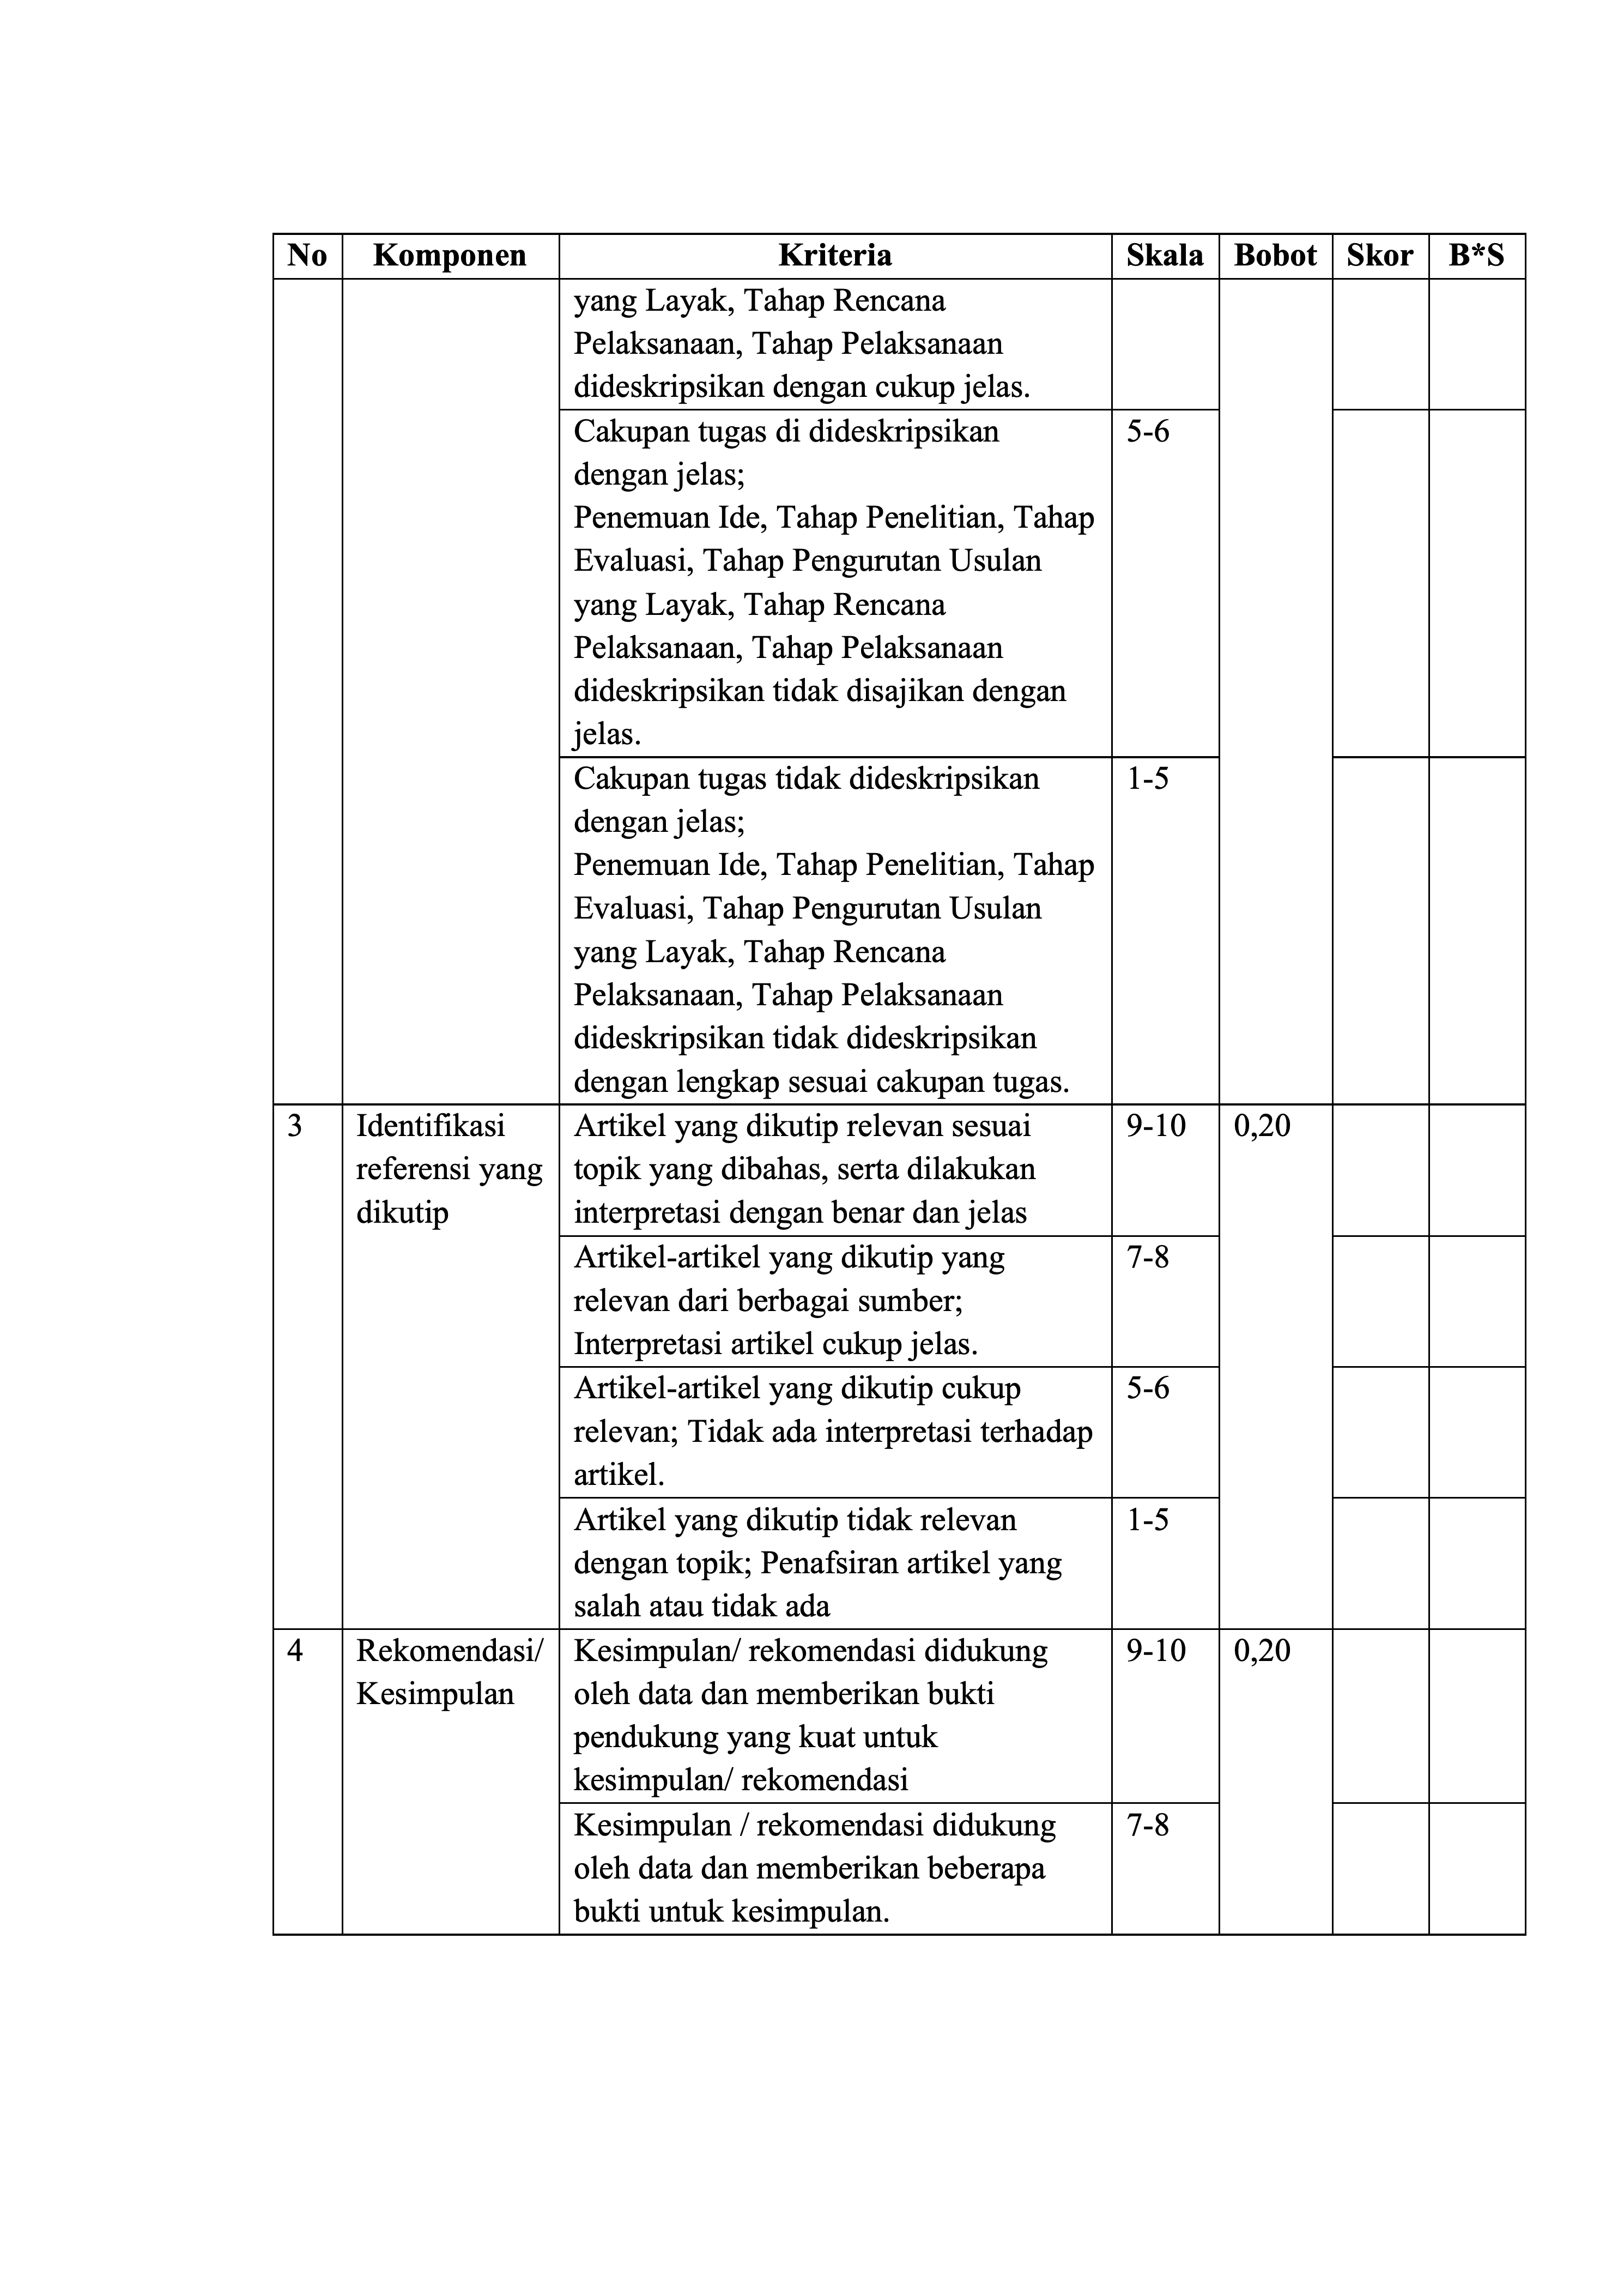 No Komponen Kriteria Skala Bobot Skor B*S
yang Layak, Tahap Rencana
Pelaksanaan, Tahap Pelaksanaan
dideskripsikan dengan cukup jelas.
Cakupan tugas di dideskripsikan 5-6
dengan jelas;
Penemuan Ide, Tahap Penelitian, Tahap
Evaluasi, Tahap Pengurutan Usulan
yang Layak, Tahap Rencana
Pelaksanaan, Tahap Pelaksanaan
dideskripsikan tidak disajikan dengan
jelas.
Cakupan tugas tidak dideskripsikan 1-5
dengan jelas;
Penemuan Ide, Tahap Penelitian, Tahap
Evaluasi, Tahap Pengurutan Usulan
yang Layak, Tahap Rencana
Pelaksanaan, Tahap Pelaksanaan
dideskripsikan tidak dideskripsikan
dengan lengkap sesuai cakupan tugas.
3 Identifikasi Artikel yang dikutip relevan sesuai 9-10 0,20
referensi yang topik yang dibahas, serta dilakukan
dikutip interpretasi dengan benar dan jelas
Artikel-artikel yang dikutip yang 7-8
relevan dari berbagai sumber;
Interpretasi artikel cukup jelas.
Artikel-artikel yang dikutip cukup 5-6
relevan; Tidak ada interpretasi terhadap
artikel.
Artikel yang dikutip tidak relevan 1-5
dengan topik; Penafsiran artikel yang
salah atau tidak ada
4 Rekomendasi/ Kesimpulan/ rekomendasi didukung 9-10 0,20
Kesimpulan oleh data dan memberikan bukti
pendukung yang kuat untuk
kesimpulan/ rekomendasi
Kesimpulan / rekomendasi didukung 7-8
oleh data dan memberikan beberapa
bukti untuk kesimpulan.